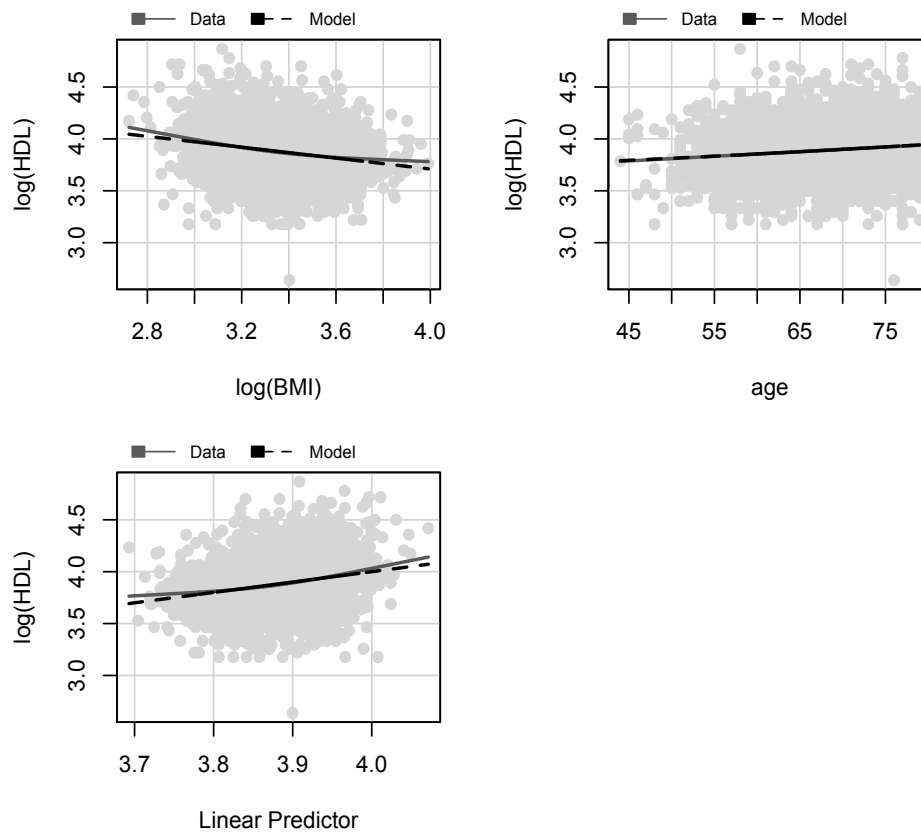 Data Model
log(HDL)
4.5
4.0
3.5
3.0
2.8 3.2 3.6 4.0
log(BMI)
Data Model
log(HDL)
4.5
4.0
3.5
3.0
45 55 65 75
age
Data Model
log(HDL)
4.5
4.0
3.5
3.0
3.7 3.8 3.9 4.0
Linear Predictor